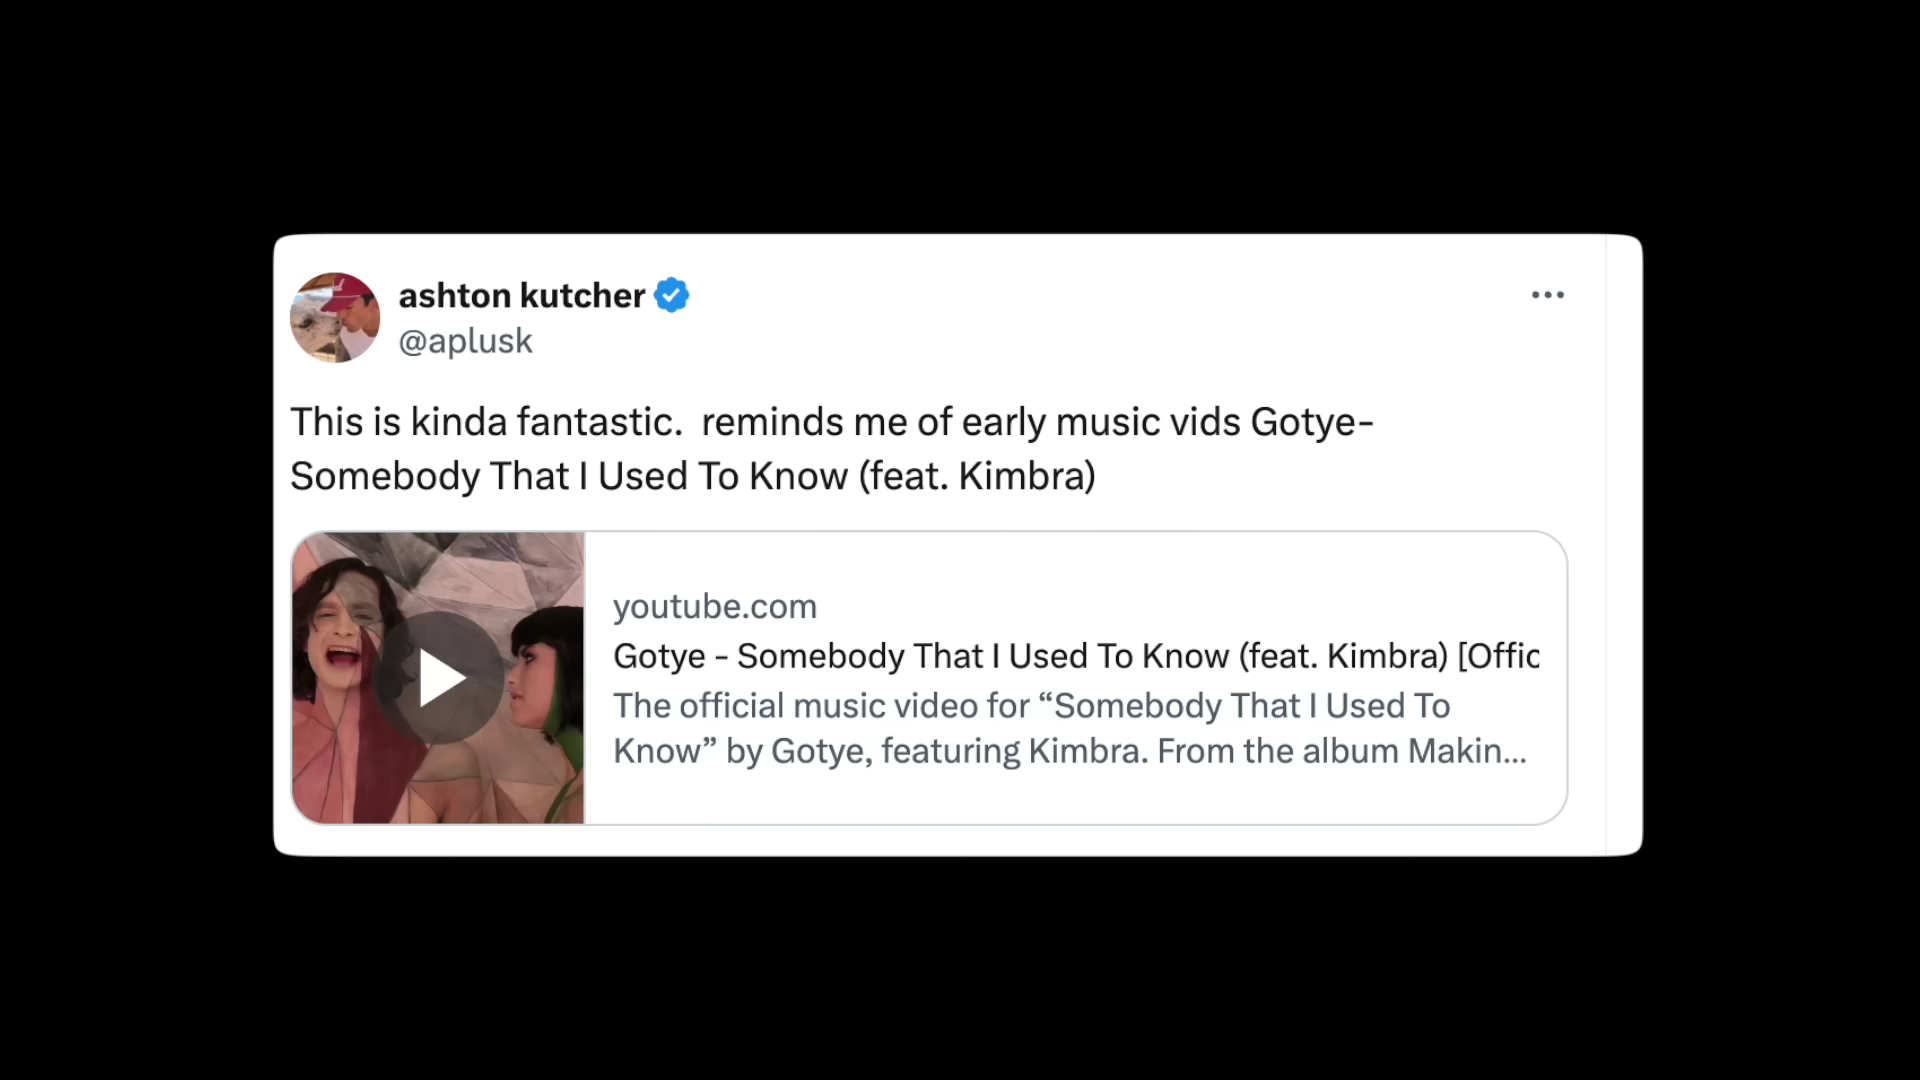 ashton kutcher
@aplusk
This is kinda fantastic.  reminds me of early music vids Gotye-
Somebody That I Used To Know (feat. Kimbra)
youtube.com
Gotye - Somebody That I Used To Know (feat. Kimbra) [Offic
The official music video for “Somebody That I Used To
Know” by Gotye, featuring Kimbra. From the album Makin...